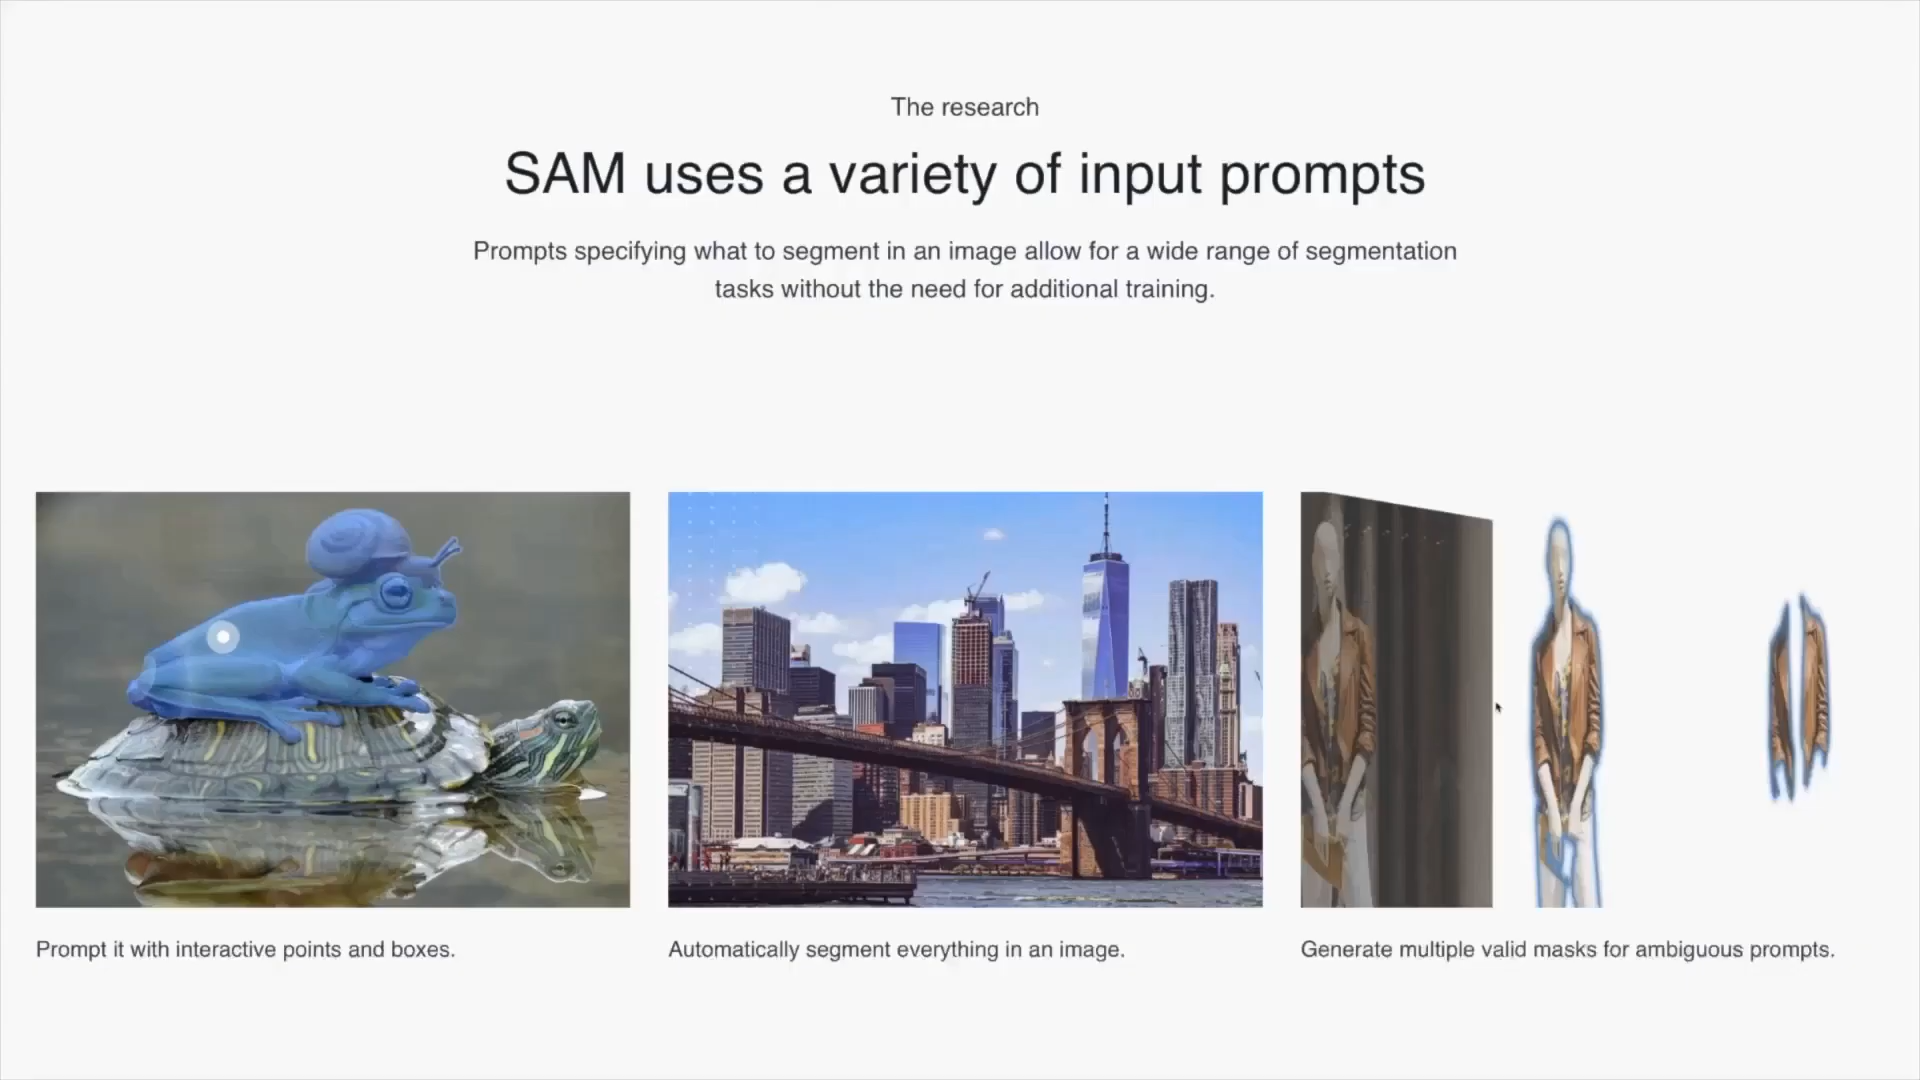 The research
SAM uses a variety of input prompts
Prompts specifying what to segment in an image allow for a wide range of segmentation
tasks without the need for additional training.
Prompt it with interactive points and boxes.
Automatically segment everything in an image.
Generate multiple valid masks for ambiguous prompts.